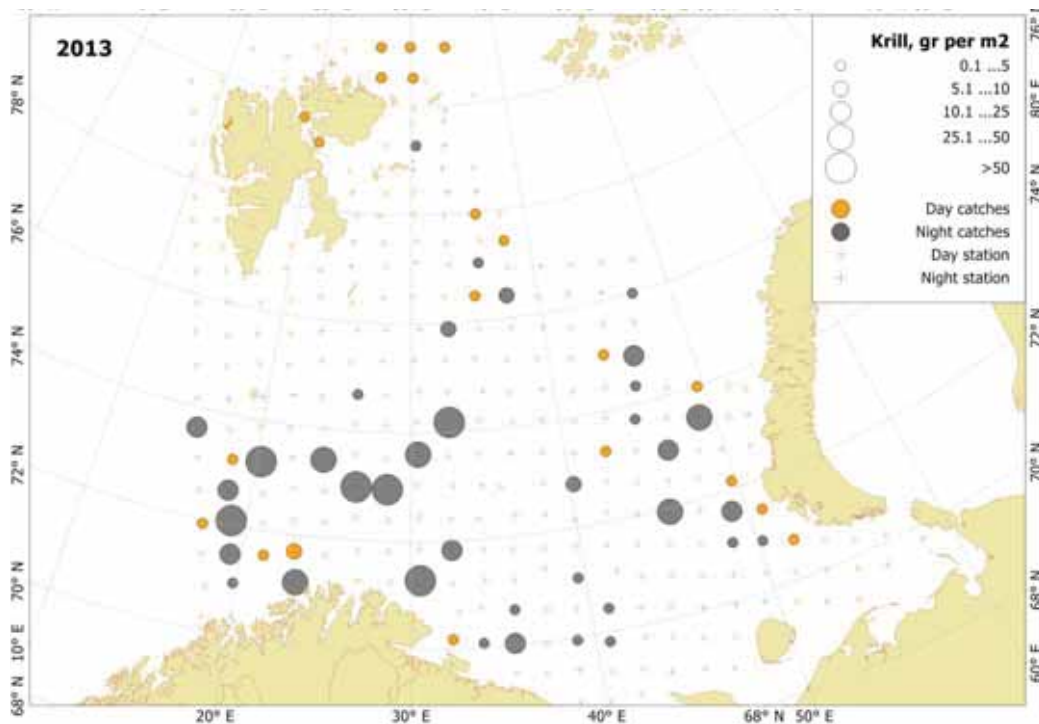 2013
Krill, gr per m2
0.1 ...5
5.1 ...10
10.1 ...25
25.1 ...50
>50
Day catches
Night catches
Day station
Night station
78° N
76° N
74° N
72° N
70° N
10° E
68° N
20° E
30° E
40° E
68° N
50° E
76° N
80° E
74° N
72° N
70° N
68° N
60° E